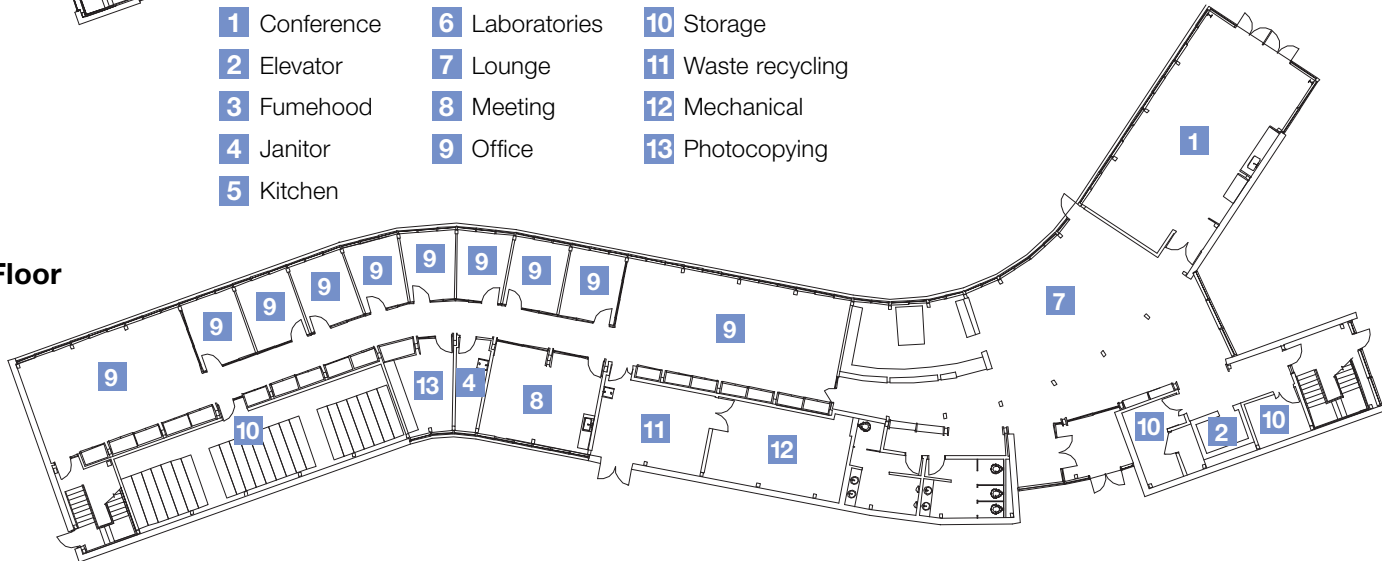 1 Conference 6 Laboratories 10 Storage
2 Elevator 7 Lounge 11 Waste recycling
3 Fumehood 8 Meeting 12 Mechanical
4 Janitor 9 Office 13 Photocopying
5 Kitchen
1
Floor
9 9 9 9 9 9 9 9
7
9
9
13 4 8
10
11
12
10 2 10